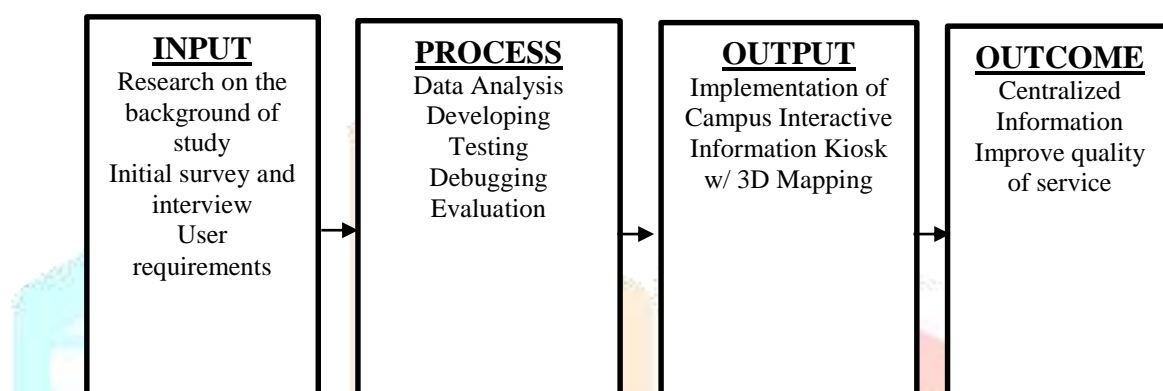 INPUT
Research on the
background of
study
Initial survey and
interview
User
requirements
PROCESS
Data Analysis
Developing
Testing
Debugging
Evaluation
OUTPUT
Implementation of
Campus Interactive
Information Kiosk
w/ 3D Mapping
OUTCOME
Centralized
Information
Improve quality
of service